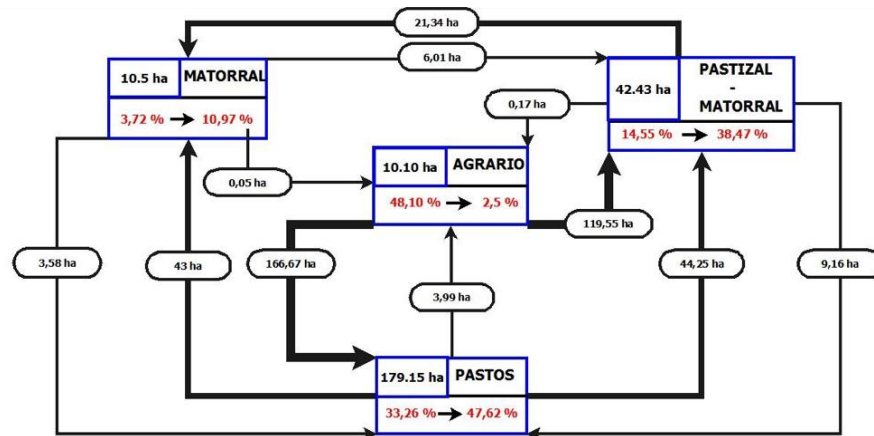 21,34 ha
6,01 ha
10.5 ha MATORRAL
3,72 % 10,97 %
42.43 ha PASTIZAL
-
MATORRAL
14,55 % 38,47 %
0,17 ha
0,05 ha
10.10 ha AGRARIO
48,10 % 2,5 %
119,55 ha
3,58 ha
43 ha
166,67 ha
3,99 ha
44,25 ha
9,16 ha
179.15 ha PASTOS
33,26 % 47,62 %